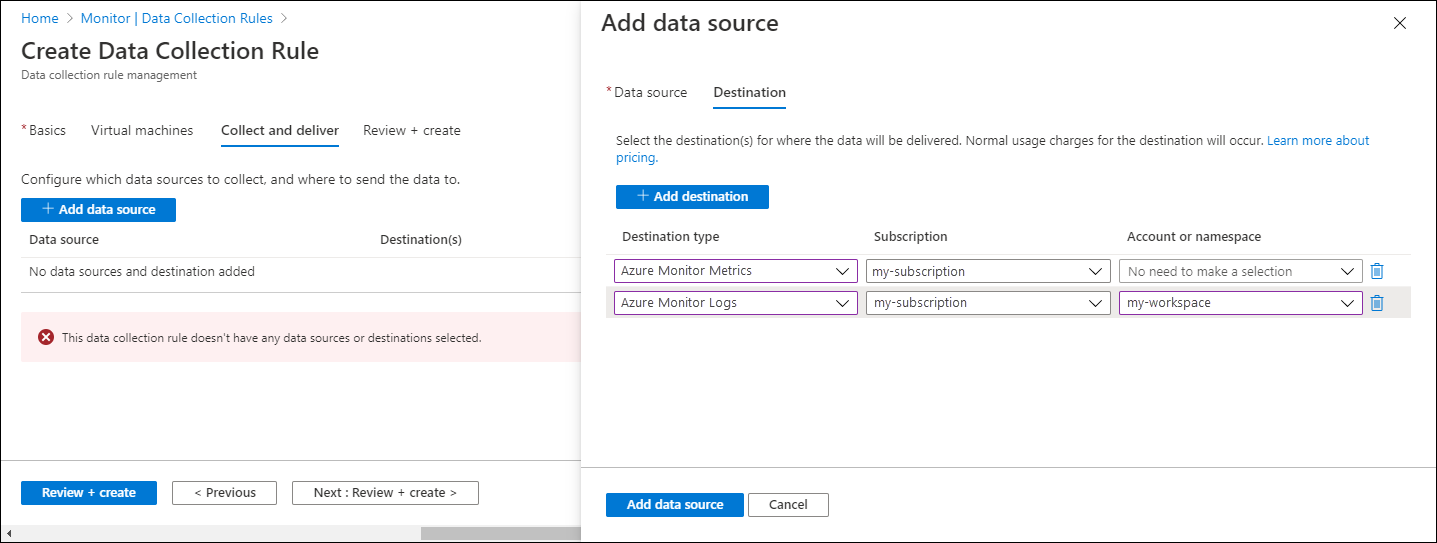 Home > Monitor | Data Collection Rules >
Create Data Collection Rule
Data collection rule management
* Basics Virtual machines Collect and deliver Review + create
Configure which data sources to collect, and where to send the data to.
+ Add data source
Data source Destination(s)
No data sources and destination added
This data collection rule doesn't have any data sources or destinations selected.
Review + create < Previous Next : Review + create >
Add data source
* Data source Destination
Select the destination(s) for where the data will be delivered. Normal usage charges for the destination will occur. Learn more about
pricing.
+ Add destination
Destination type Subscription Account or namespace
Azure Monitor Metrics my-subscription No need to make a selection
Azure Monitor Logs my-subscription my-workspace
Add data source Cancel